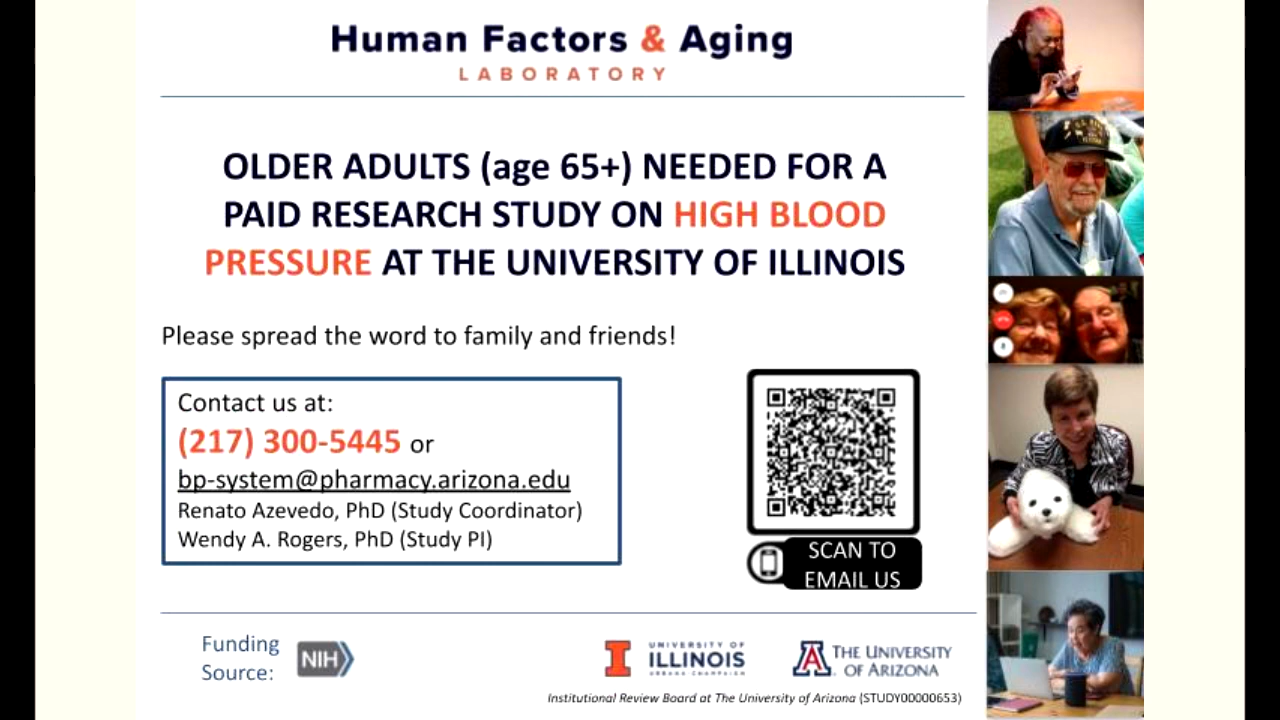 Human Factors & Aging
LABORATORY
OLDER ADULTS (age 65+) NEEDED FOR A
PAID RESEARCH STUDY ON HIGH BLOOD
PRESSURE AT THE UNIVERSITY OF ILLINOIS
Please spread the word to family and friends!
Contact us at:
(217) 300-5445 or
bp-system@pharmacy.arizona.edu
Renato Azevedo, PhD (Study Coordinator)
Wendy A. Rogers, PhD (Study PI)
SCAN TO
EMAIL US
Funding
Source:
NIH
UNIVERSITY OF
ILLINOIS
URBANA-CHAMPAIGN
THE UNIVERSITY
OF ARIZONA
Institutional Review Board at The University of Arizona (STUDY00000653)